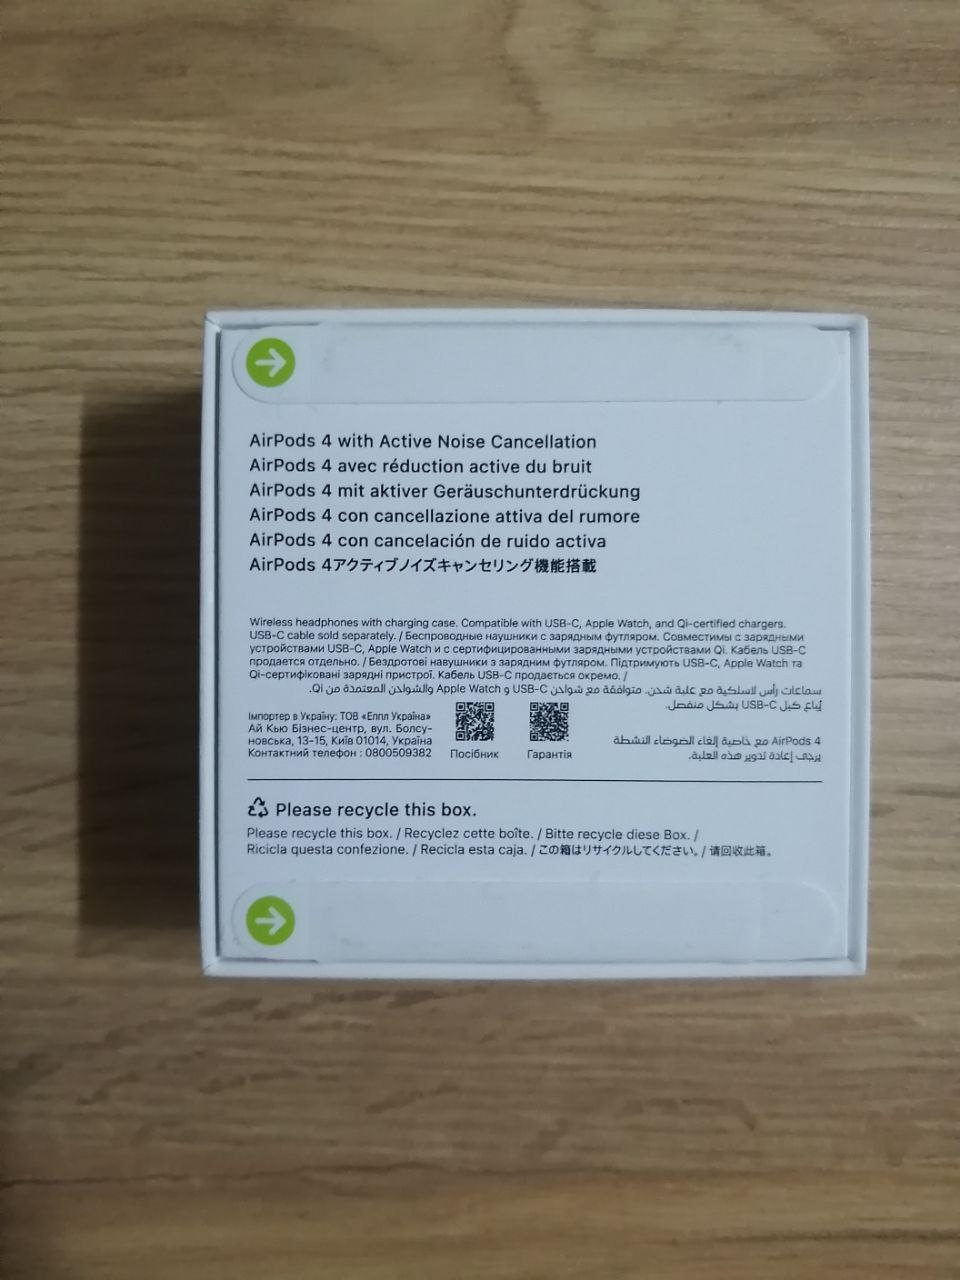 AirPods 4 with Active Noise Cancellation
AirPods 4 avec réduction active du bruit
AirPods 4 mit aktiver Geräuschunterdrückung
AirPods 4 con cancellazione attiva del rumore
AirPods 4 con cancelación de ruido activa
AirPods 4アクティブノイズキャンセリング機能搭載
Wireless headphones with charging case. Compatible with USB-C, Apple Watch, and Qi-certified chargers.
USB-C cable sold separately. / Беспроводные наушники с зарядным футляром. Совместимы с зарядными
устройствами USB-C, Apple Watch и с сертифицированными зарядными устройствами Qi. Кабель USB-C
продается отдельно. / Бездротові навушники з зарядним футляром. Підтримують USB-C, Apple Watch та
Qi-сертифіковані зарядні пристрої. Кабель USB-C продається окремо. /
سماعات رأس لاسلكية مع علبة شحن. متوافقة مع شواحن USB-C و Apple Watch والشواحن المعتمدة من Qi.
يُباع كبل USB-C بشكل منفصل.
Імпортер в Україну: ТОВ «Еппл Україна»
Ай Кью Бізнес-центр, вул. Болсу-
новська, 13-15, Київ 01014, Україна
Контактний телефон : 0800509382
Посібник
Гарантія
AirPods 4 مع خاصية إلغاء الضوضاء النشطة
يرجى إعادة تدوير هذه العلبة.
Please recycle this box.
Please recycle this box. / Recyclez cette boîte. / Bitte recycle diese Box. /
Ricicla questa confezione. / Recicla esta caja. / この箱はリサイクルしてください。/ 请回收此箱。